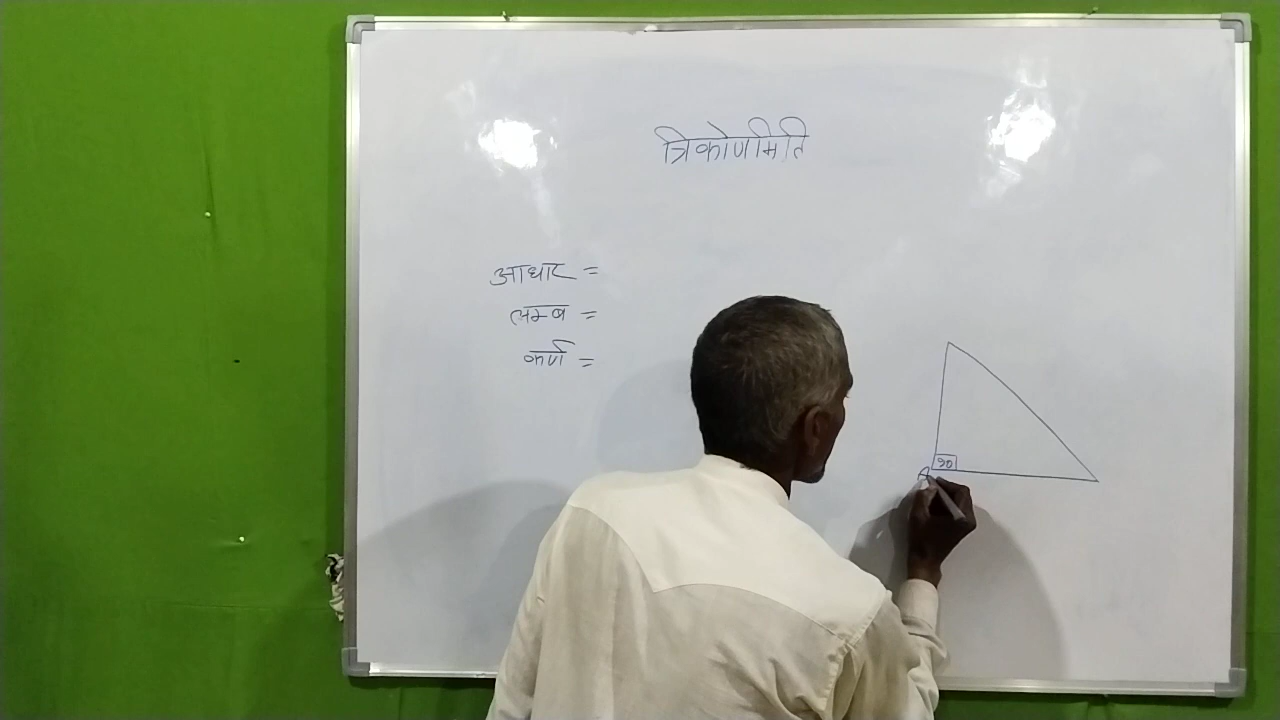 त्रिकोणमिति
आधार =
लम्ब =
कर्ण =
90
A